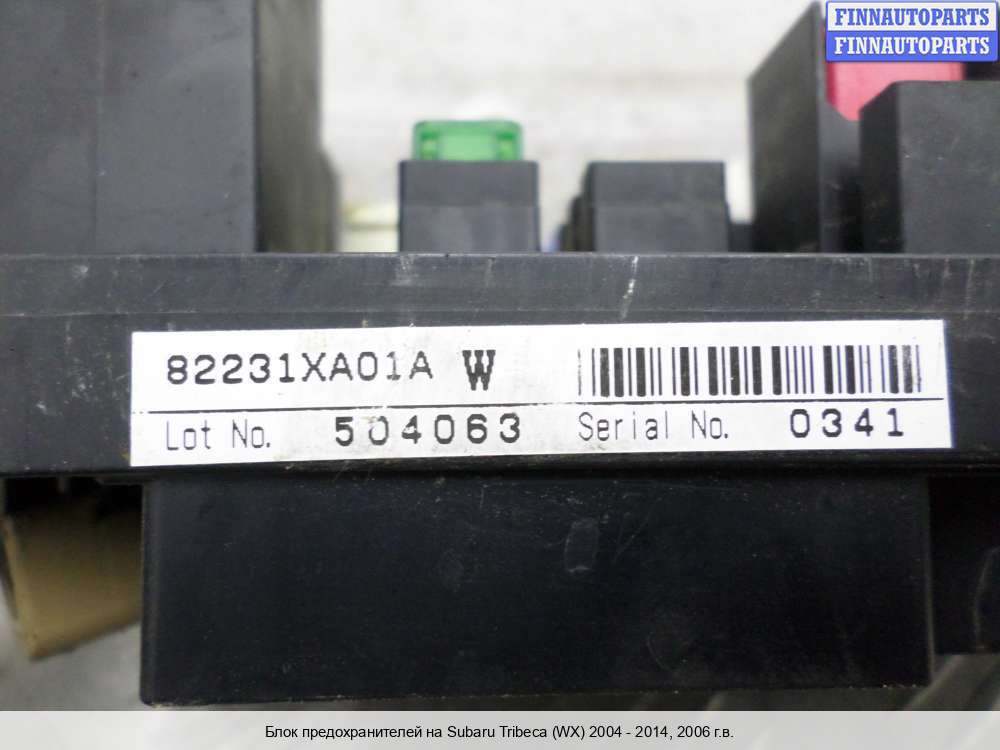 FINNAUTOPARTS
FINNAUTOPARTS
82231XA01A W
Lot No. 504063 Serial No. 0341
Блок предохранителей на Subaru Tribeca (WX) 2004 - 2014, 2006 г.в.